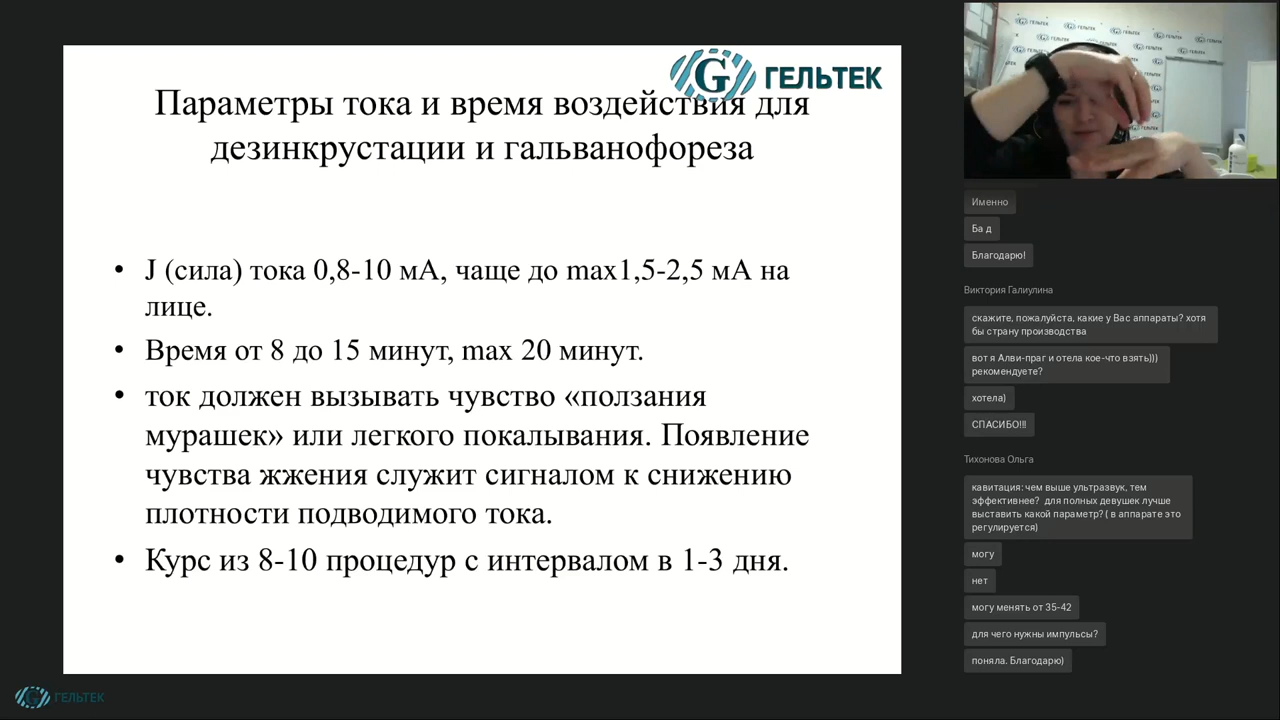 ГЕЛЬТЕК
Параметры тока и время воздействия для
дезинкрустации и гальванофореза
• J (сила) тока 0,8-10 мА, чаще до max1,5-2,5 мА на
лице.
• Время от 8 до 15 минут, max 20 минут.
• ток должен вызывать чувство «ползания
мурашек» или легкого покалывания. Появление
чувства жжения служит сигналом к снижению
плотности подводимого тока.
• Курс из 8-10 процедур с интервалом в 1-3 дня.
ГЕЛЬТЕК
Именно
Ба д
Благодарю!
Виктория Галиулина
скажите, пожалуйста, какие у Вас аппараты? хотя
бы страну производства
вот я Алви-праг и отела кое-что взять)))
рекомендуете?
хотела)
СПАСИБО!!!
Тихонова Ольга
кавитация: чем выше ультразвук, тем
эффективнее? для полных девушек лучше
выставить какой параметр? ( в аппарате это
регулируется)
могу
нет
могу менять от 35-42
для чего нужны импульсы?
поняла. Благодарю)